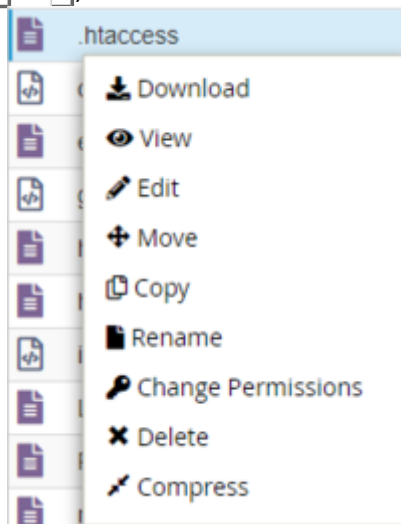 .htaccess
Download
View
Edit
Move
Copy
Rename
Change Permissions
Delete
Compress